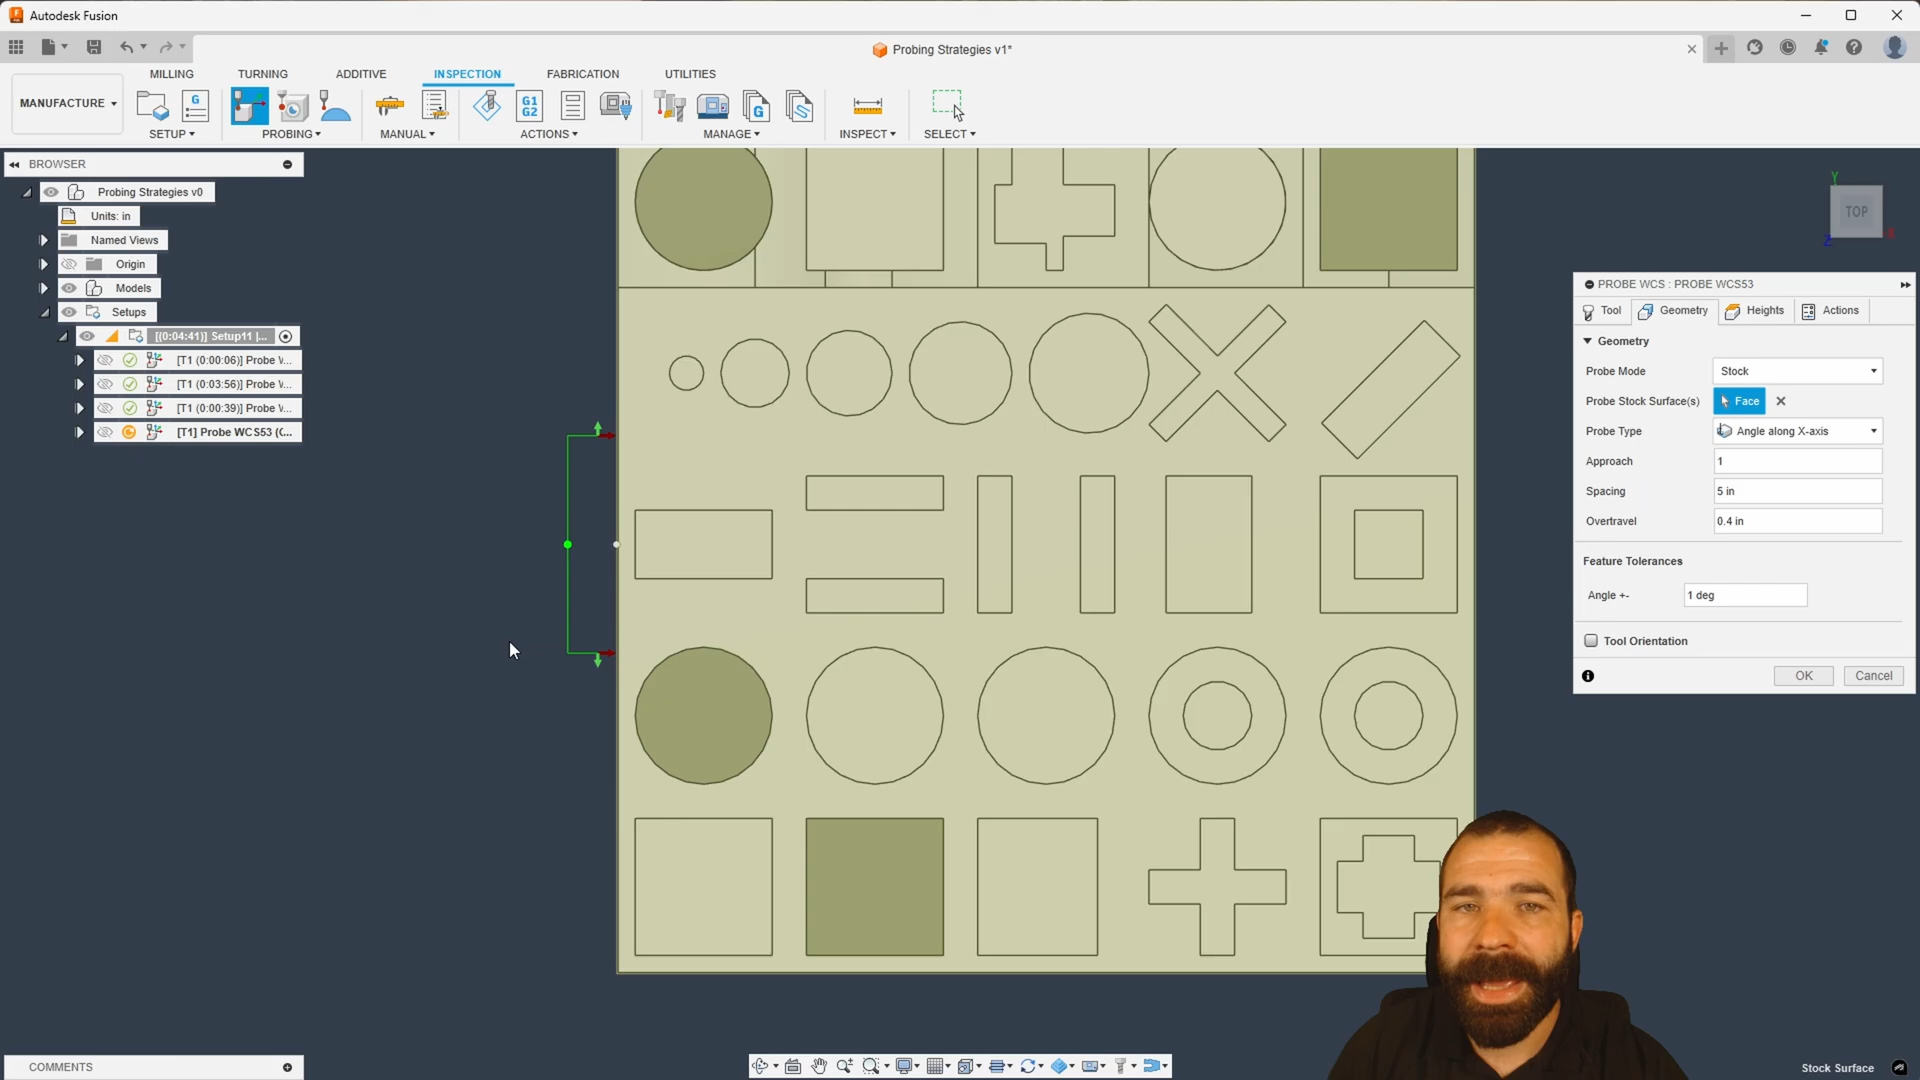 Autodesk Fusion
Probing Strategies v1*
MILLING
TURNING
ADDITIVE
INSPECTION
FABRICATION
UTILITIES
MANUFACTURE
G
G1
G2
G
SETUP
PROBING
MANUAL
ACTIONS
MANAGE
INSPECT
SELECT
BROWSER
Probing Strategies v0
Units: in
Named Views
Origin
Models
Setups
[(0:04:41)] Setup11 |...
[T1 (0:00:06)] Probe V...
[T1 (0:03:56)] Probe V...
[T1 (0:00:39)] Probe V...
[T1] Probe WCS53 (C...
Y
TOP
X
Z
PROBE WCS : PROBE WCS53
Tool
Geometry
Heights
Actions
Geometry
Probe Mode
Stock
Probe Stock Surface(s)
Face
Probe Type
Angle along X-axis
Approach
1
Spacing
5 in
Overtravel
0.4 in
Feature Tolerances
Angle +-
1 deg
Tool Orientation
OK
Cancel
COMMENTS
Stock Surface